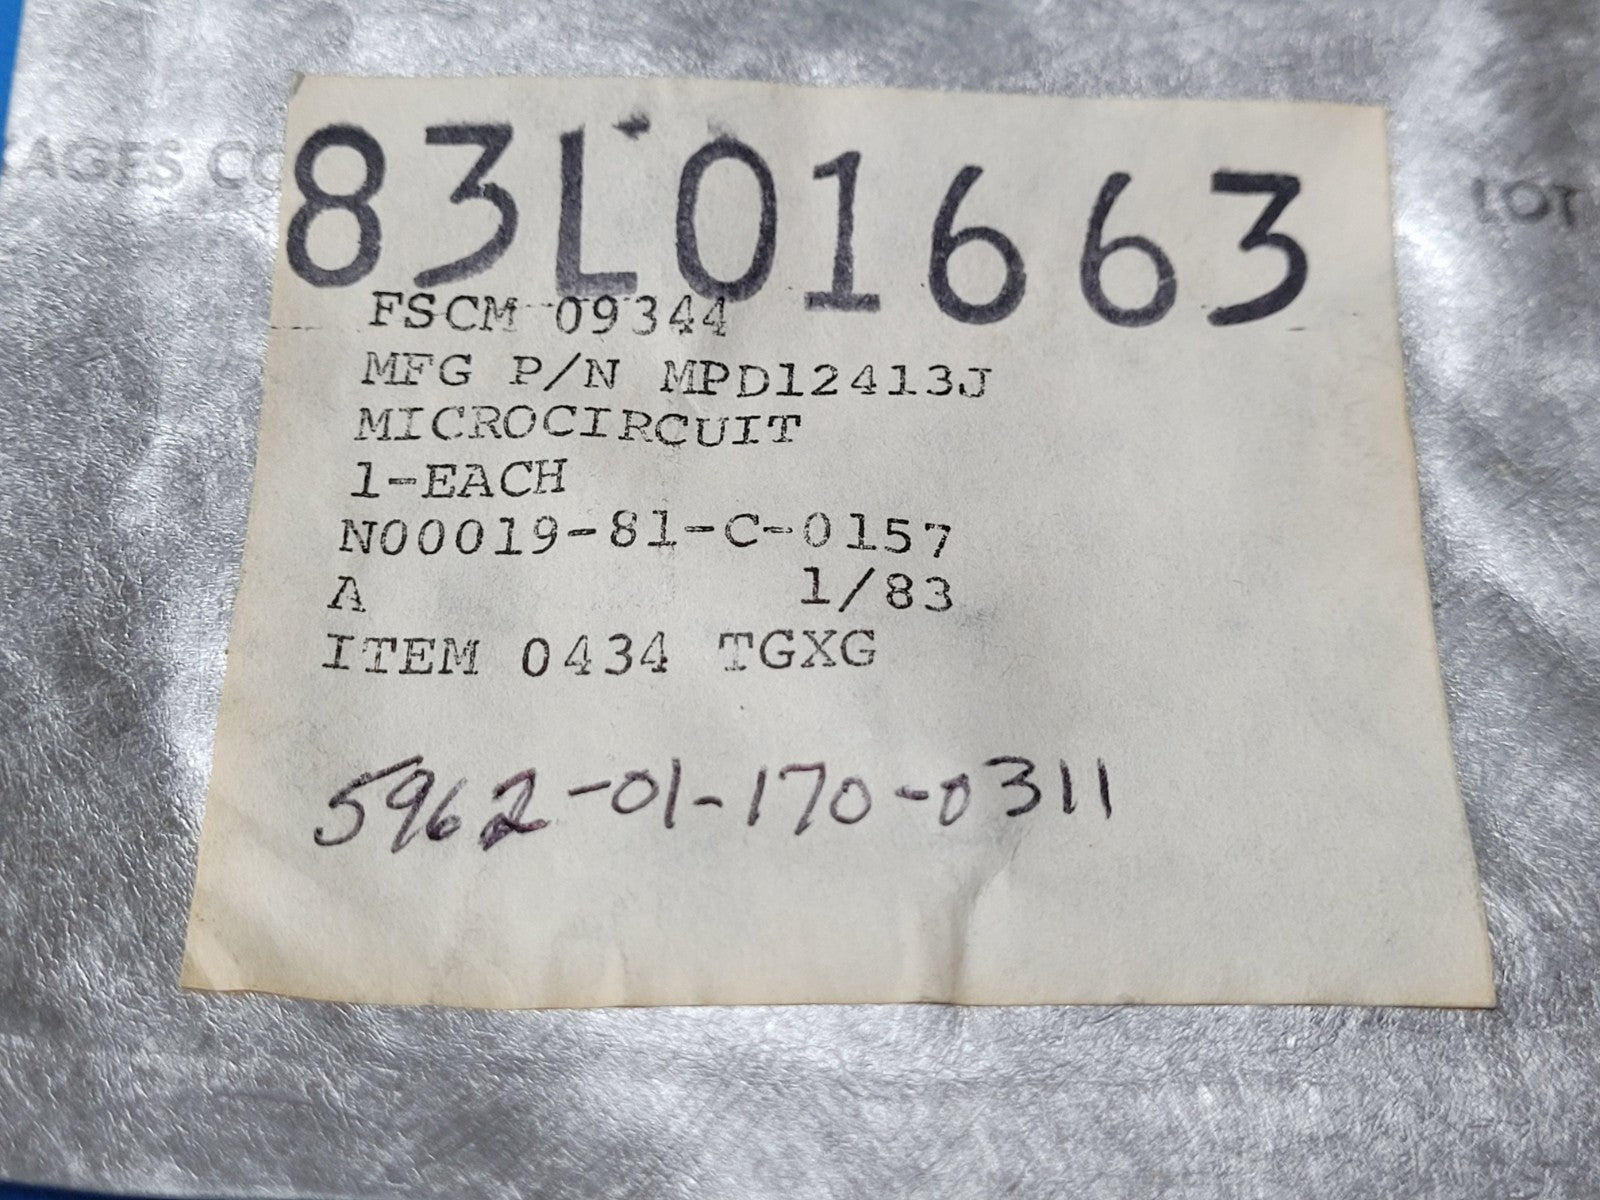 AGES CO
LOT
83L01663
FSCM 09344
MFG P/N MPD12413J
MICROCIRCUIT
1-EACH
N00019-81-C-0157
A 1/83
ITEM 0434 TGXG
5962-01-170-0311